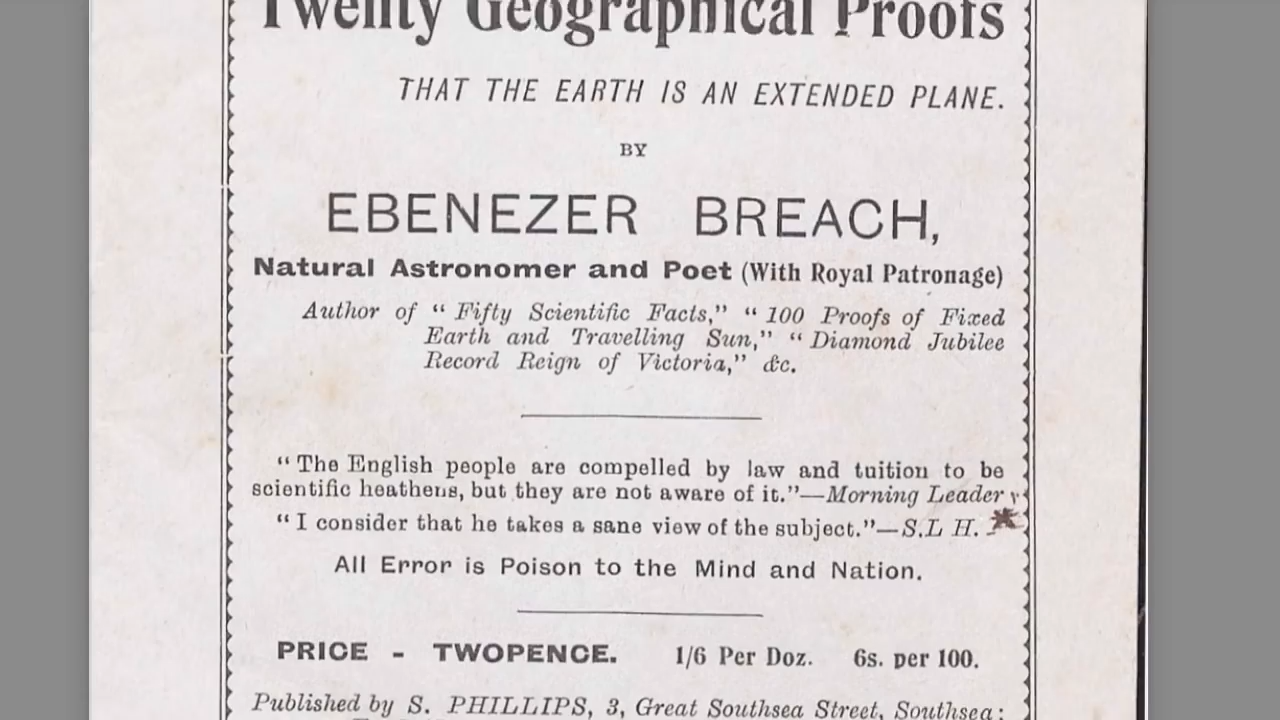 Twenty Geographical Proofs
THAT THE EARTH IS AN EXTENDED PLANE.
BY
EBENEZER BREACH,
Natural Astronomer and Poet (With Royal Patronage)
Author of “ Fifty Scientific Facts,” “ 100 Proofs of Fixed
Earth and Travelling Sun,” “ Diamond Jubilee
Record Reign of Victoria,” &c.
“ The English people are compelled by law and tuition to be
scientific heathens, but they are not aware of it.”—Morning Leader
“ I consider that he takes a sane view of the subject.”—S.L H.
All Error is Poison to the Mind and Nation.
PRICE - TWOPENCE. 1/6 Per Doz. 6s. per 100.
Published by S. PHILLIPS, 3, Great Southsea Street, Southsea: